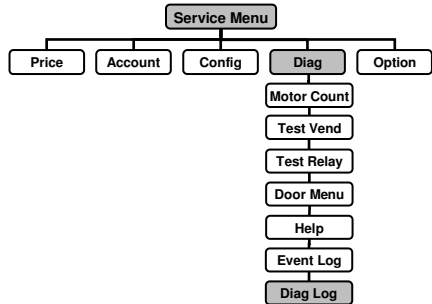 Service Menu
Price Account Config Diag Option
Motor Count
Test Vend
Test Relay
Door Menu
Help
Event Log
Diag Log